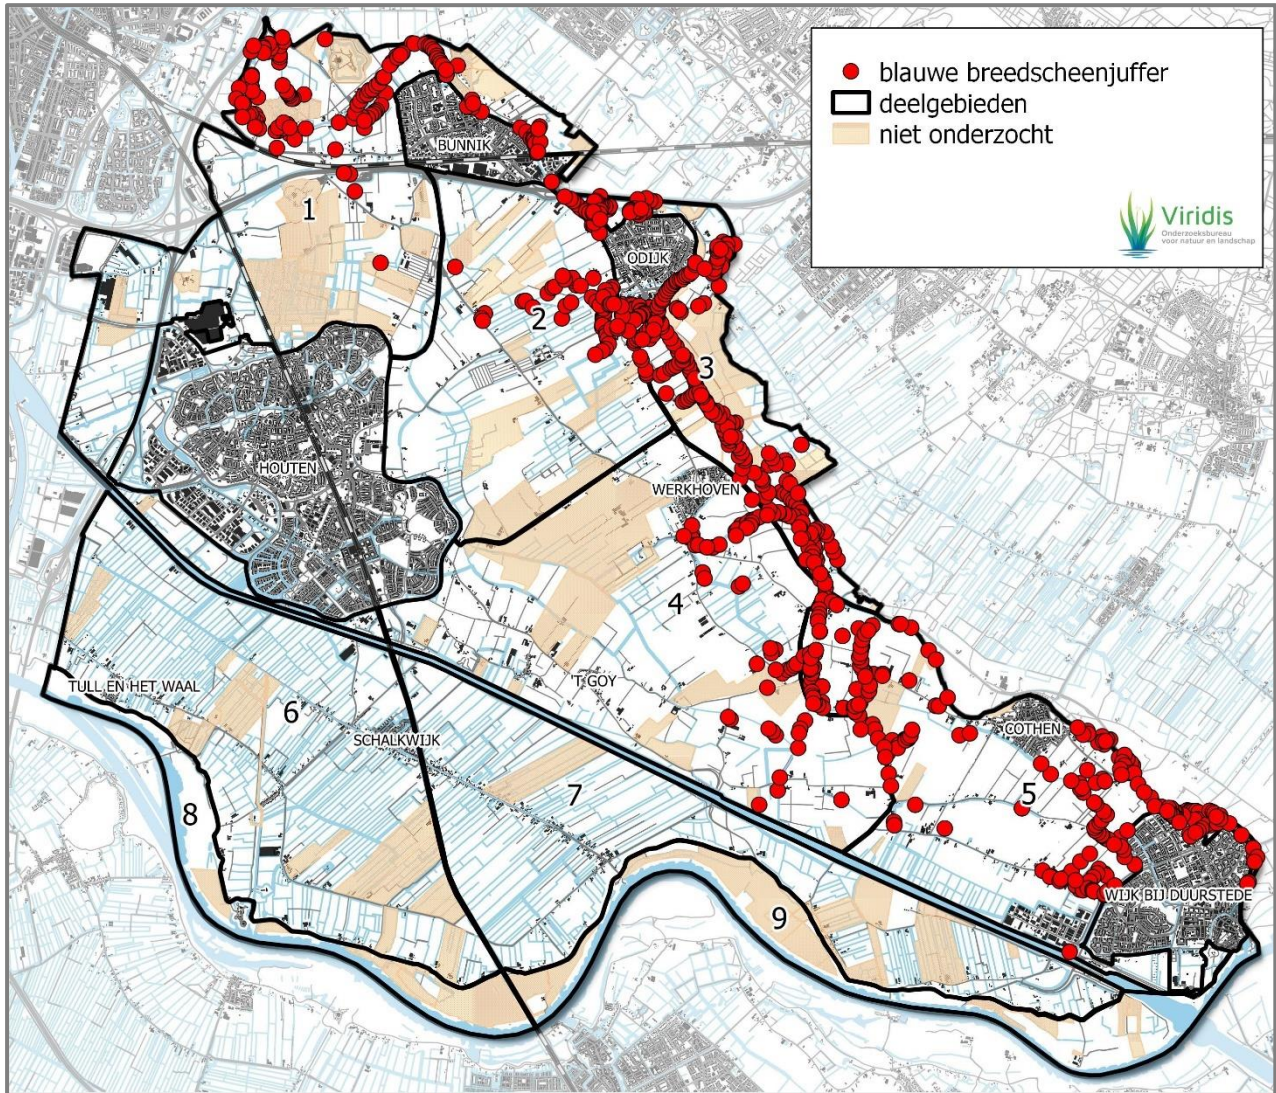 blauwe breedscheenjuffer
deelgebieden
niet onderzocht
Viridis
Onderzoeksbureau
voor natuur en landschap
BUNNIK
1
ODIJK
2
3
HOUTEN
WERKHOVEN
4
'T GOY
TULL EN HET WAAL
6
SCHALKWIJK
COTHEN
7
5
8
WIJK BIJ DUURSTEDE
9